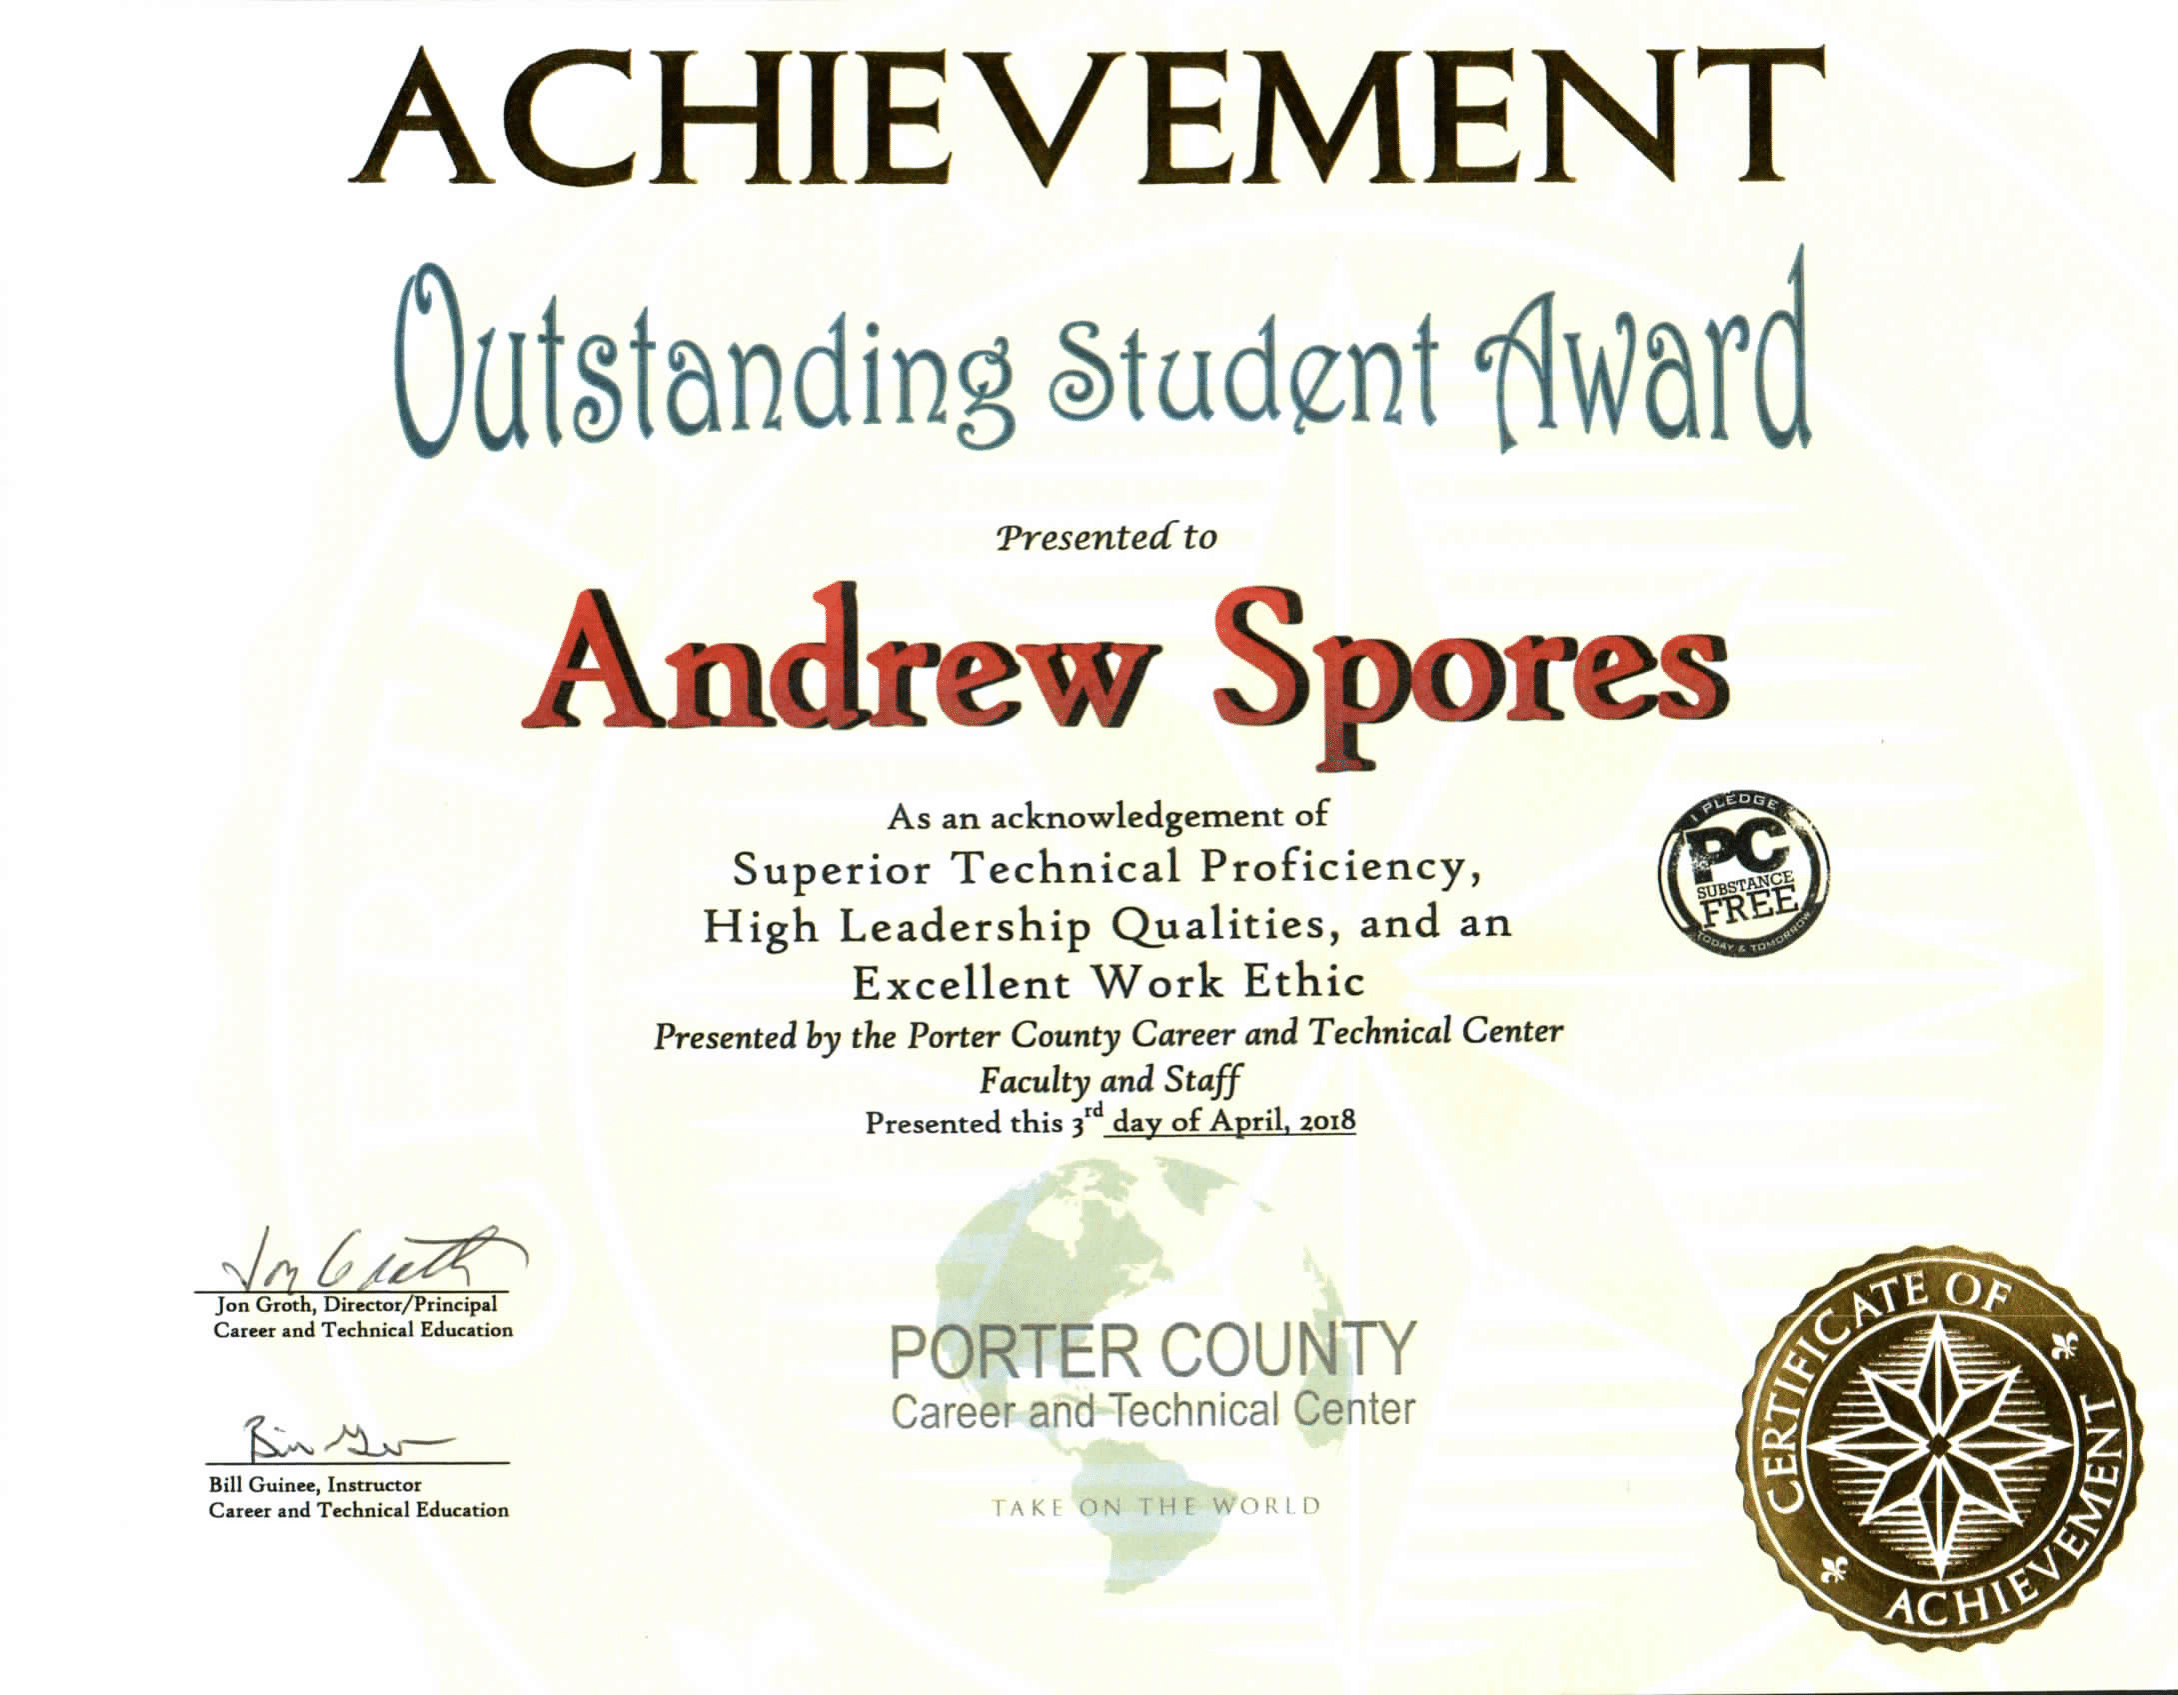 ACHIEVEMENT
Outstanding Student Award
Presented to
Andrew Spores
As an acknowledgement of
Superior Technical Proficiency,
High Leadership Qualities, and an
Excellent Work Ethic
Presented by the Porter County Career and Technical Center
Faculty and Staff
Presented this 3rd day of April, 2018
I PLEDGE
PC
SUBSTANCE
FREE
TODAY & TOMORROW
Jon Groth
Jon Groth, Director/Principal
Career and Technical Education
Bill Guinee, Instructor
Career and Technical Education
PORTER COUNTY
Career and Technical Center
TAKE ON THE WORLD
CERTIFICATE OF
ACHIEVEMENT